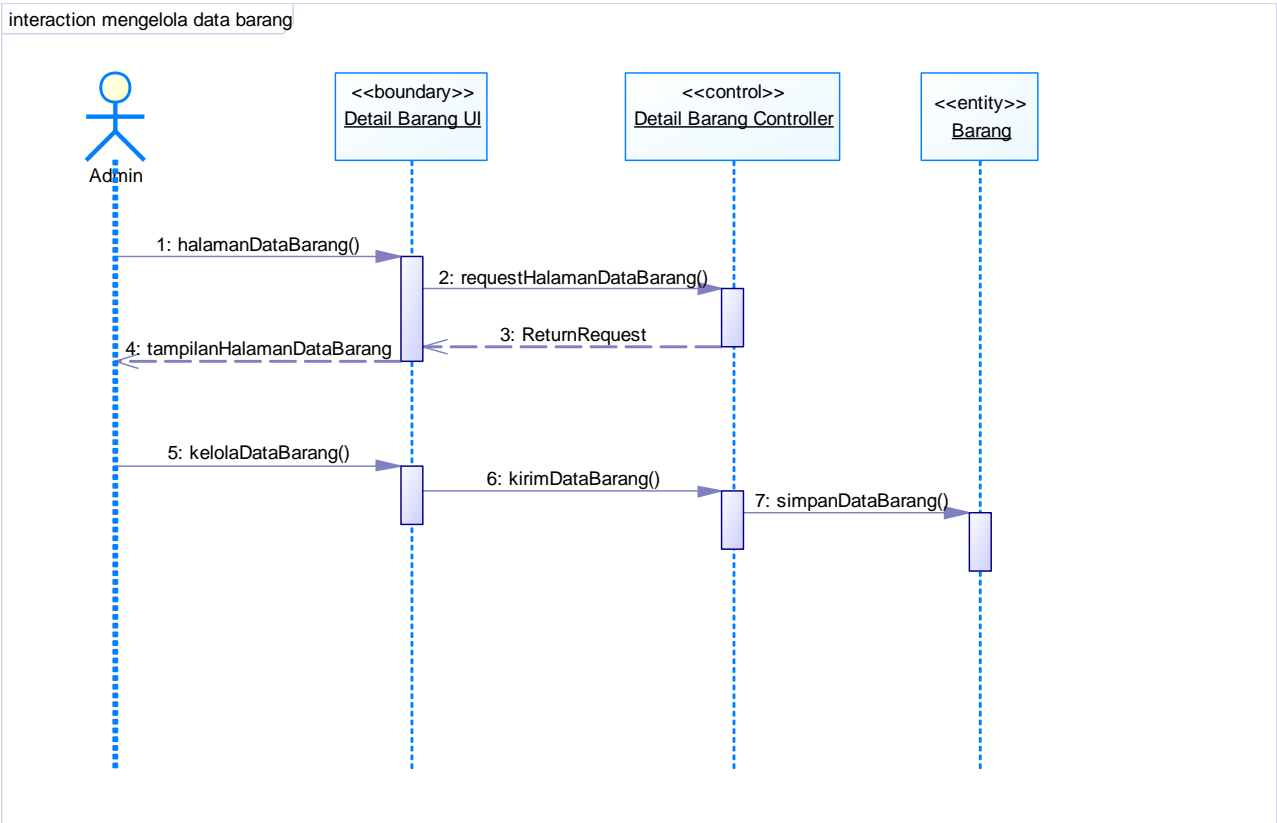 interaction mengelola data barang
<<boundary>>
Detail Barang UI
<<control>>
Detail Barang Controller
<<entity>>
Barang
Admin
1: halamanDataBarang()
2: requestHalamanDataBarang()
3: ReturnRequest
4: tampilanHalamanDataBarang
5: kelolaDataBarang()
6: kirimDataBarang()
7: simpanDataBarang()